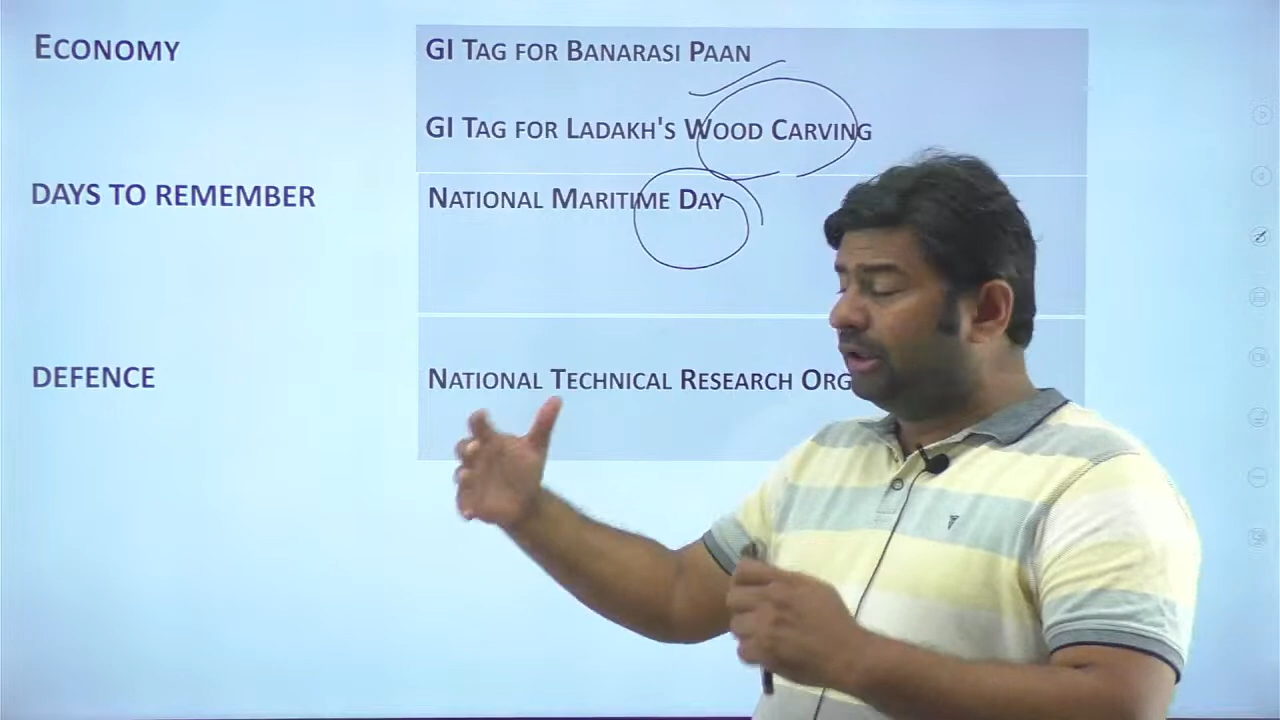 ECONOMY
GI TAG FOR BANARASI PAAN
GI TAG FOR LADAKH'S WOOD CARVING
DAYS TO REMEMBER
NATIONAL MARITIME DAY
DEFENCE
NATIONAL TECHNICAL RESEARCH ORG